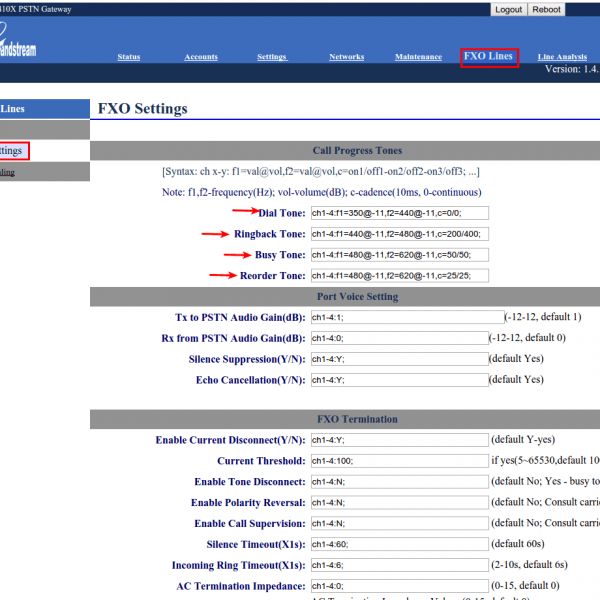 410X PSTN Gateway Logout Reboot
andstream
Status Accounts Settings Networks Maintenance FXO Lines Line Analysis
Version: 1.4.
Lines
FXO Settings
ttings
Call Progress Tones
[Syntax: ch x-y: f1=val@vol,f2=val@vol,c=on1/off1-on2/off2-on3/off3; ...]
Note: f1,f2-frequency(Hz); vol-volume(dB); c-cadence(10ms, 0-continuous)
Dial Tone: ch1-4:f1=350@-11,f2=440@-11,c=0/0;
Ringback Tone: ch1-4:f1=440@-11,f2=480@-11,c=200/400;
Busy Tone: ch1-4:f1=480@-11,f2=620@-11,c=50/50;
Reorder Tone: ch1-4:f1=480@-11,f2=620@-11,c=25/25;
Port Voice Setting
Tx to PSTN Audio Gain(dB): ch1-4:1; (-12-12, default 1)
Rx from PSTN Audio Gain(dB): ch1-4:0; (-12-12, default 0)
Silence Suppression(Y/N): ch1-4:Y; (default Yes)
Echo Cancellation(Y/N): ch1-4:Y; (default Yes)
FXO Termination
Enable Current Disconnect(Y/N): ch1-4:Y; (default Y-yes)
Current Threshold: ch1-4:100; if yes(5~65530,default 10
Enable Tone Disconnect: ch1-4:N; (default No; Yes - busy to
Enable Polarity Reversal: ch1-4:N; (default No; Consult carri
Enable Call Supervision: ch1-4:N; (default No; Consult carri
Silence Timeout(X1s): ch1-4:60; (default 60s)
Incoming Ring Timeout(X1s): ch1-4:6; (2-10s, default 6s)
AC Termination Impedance: ch1-4:0; (0-15, default 0)